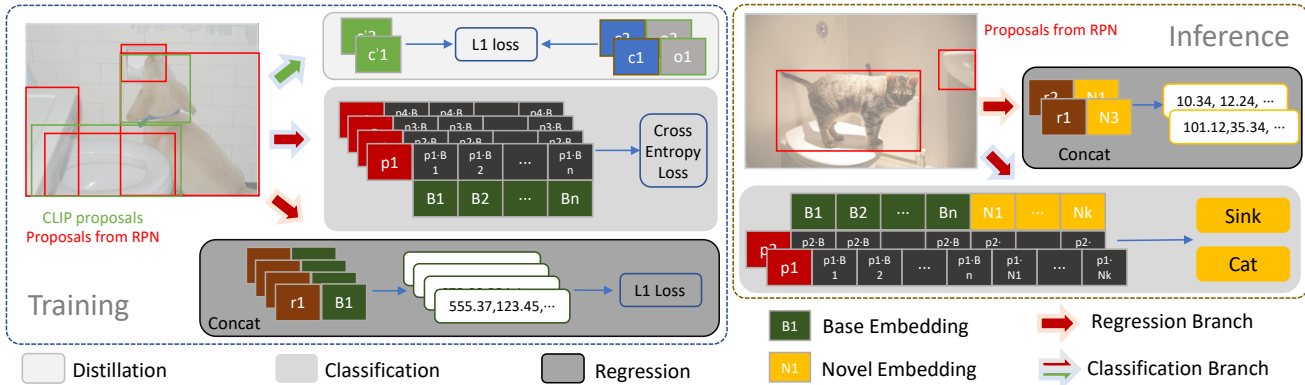 CLIP proposals
Proposals from RPN
Training
c'2
c'1
L1 loss
c2 o2
c1 o1
p4·B p4·B p4·B
p3·B p3·B p3·B
p2·B p2·B p2·B
p1 p1·B 1 p1·B 2 ··· p1·B n
B1 B2 ··· Bn
Cross
Entropy
Loss
r1 B1
Concat
555.37,123.45,···
L1 Loss
Proposals from RPN
Inference
r2 N1
r1 N3
Concat
10.34, 12.24, ···
101.12,35.34, ···
B1 B2 ··· Bn N1 ··· Nk
p2 p2·B p2·B p2·B p2· p2·
p1 p1·B 1 p1·B 2 ··· p1·B n p1· N1 ··· p1· Nk
Sink
Cat
B1 Base Embedding
N1 Novel Embedding
Regression Branch
Classification Branch
Distillation
Classification
Regression